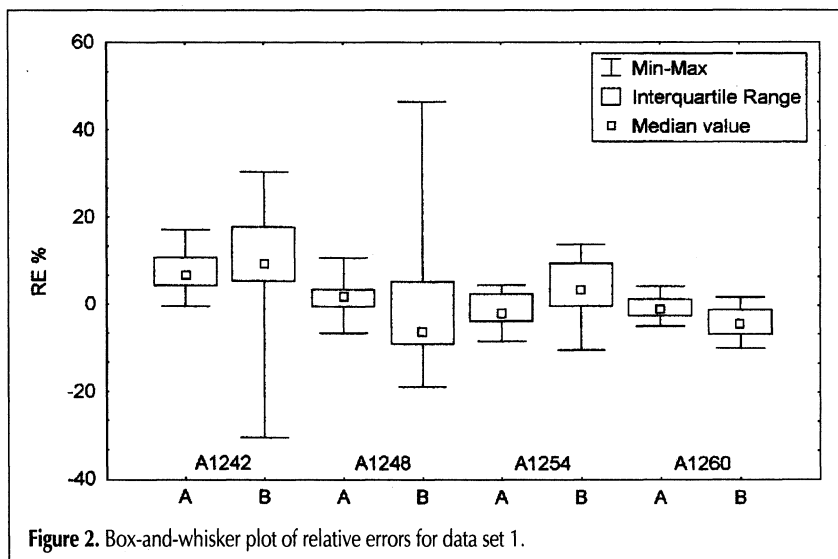 60
40
20
0
-20
-40
RE %
Min-Max
Interquartile Range
Median value
A1242 A1248 A1254 A1260
A B A B A B A B
Figure 2. Box-and-whisker plot of relative errors for data set 1.